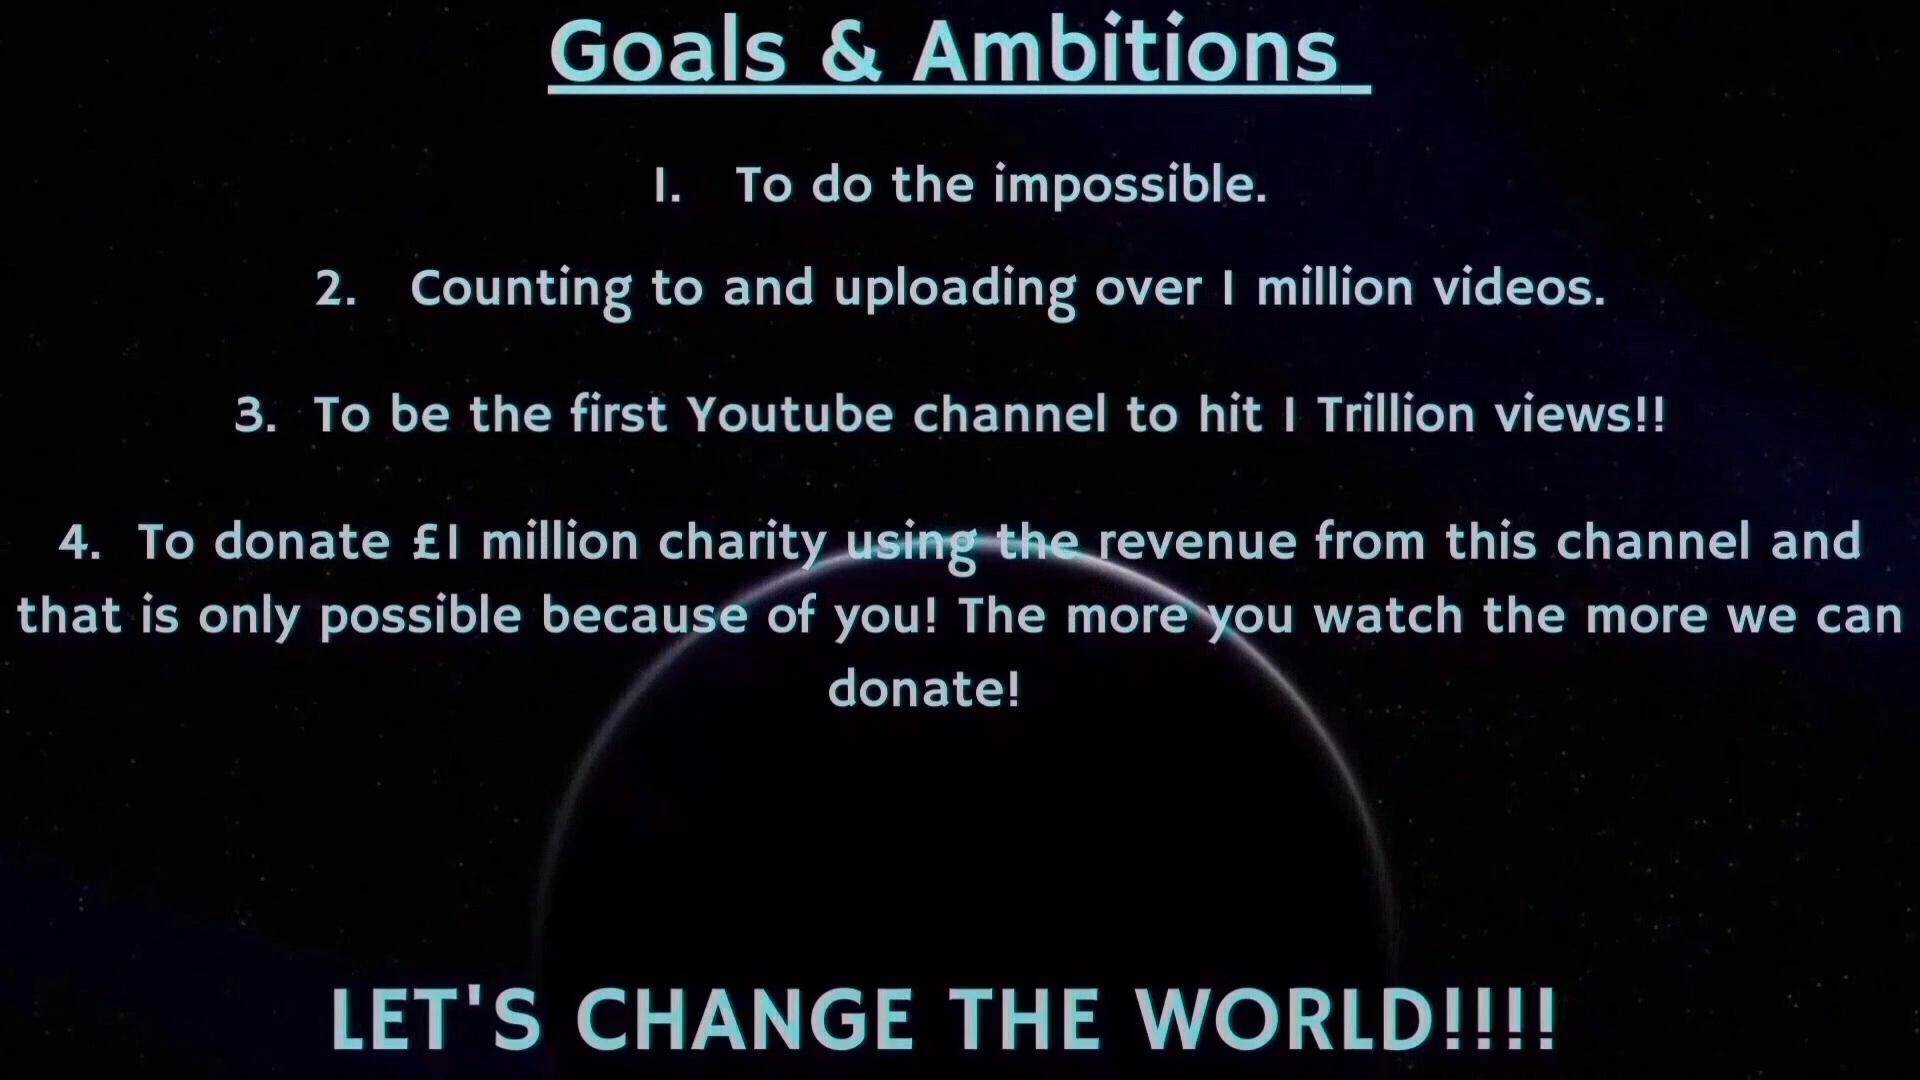 Goals & Ambitions
1. To do the impossible.
2. Counting to and uploading over 1 million videos.
3. To be the first Youtube channel to hit 1 Trillion views!!
4. To donate £1 million charity using the revenue from this channel and
that is only possible because of you! The more you watch the more we can
donate!
LET'S CHANGE THE WORLD!!!!